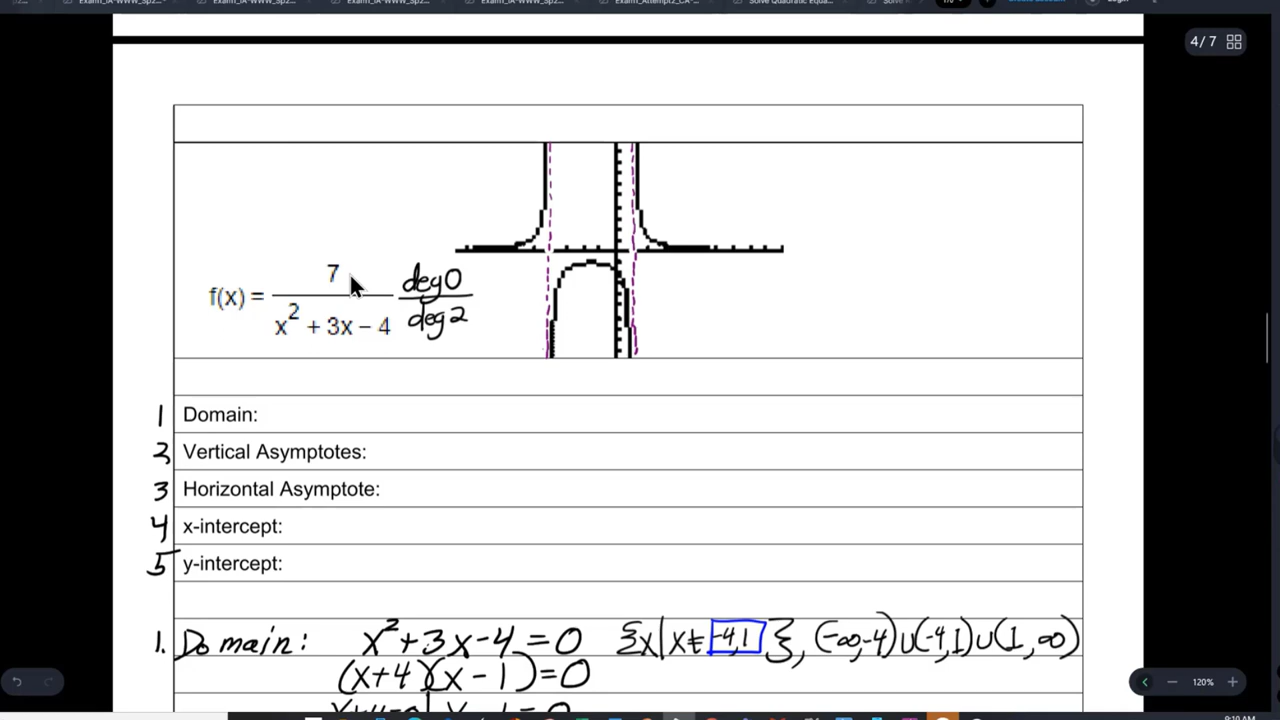 4/7
7
f(x) =
x² + 3x – 4
deg 0
deg 2
1 Domain:
2 Vertical Asymptotes:
3 Horizontal Asymptote:
4 x-intercept:
5 y-intercept:
1. Domain: x²+3x-4=0 {x|x≠-4,1}, (-∞,-4)∪(-4,1)∪(1,∞)
(x+4)(x-1)=0
120%